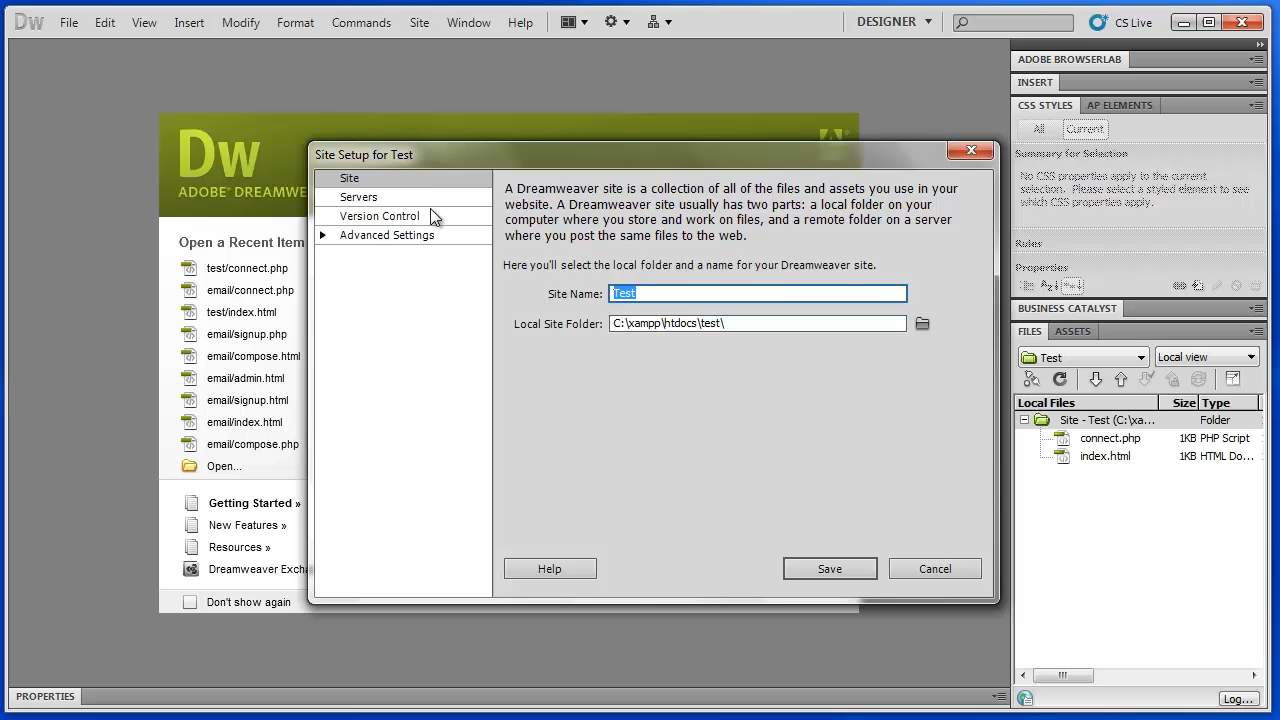 Dw File Edit View Insert Modify Format Commands Site Window Help DESIGNER CS Live
ADOBE BROWSERLAB
INSERT
CSS STYLES AP ELEMENTS
All Current
Summary for Selection
No CSS properties apply to the current
selection. Please style element to see
which CSS properties apply.
Rules
Properties
BUSINESS CATALYST
FILES ASSETS
Test Local view
Local Files Size Type
Site - Test (C:\xa... Folder
connect.php 1KB PHP Script
index.html 1KB HTML Do...
Log...
Dw
ADOBE® DREAMWE
Open a Recent Item
test/connect.php
email/connect.php
test/index.html
email/signup.php
email/compose.html
email/admin.html
email/signup.html
email/index.html
email/compose.php
Open...
Getting Started »
New Features »
Resources »
Dreamweaver Excha
Don't show again
Site Setup for Test
Site
Servers
Version Control
Advanced Settings
A Dreamweaver site is a collection of all of the files and assets you use in your
website. A Dreamweaver site usually has two parts: a local folder on your
computer where you store and work on files, and a remote folder on a server
where you post the same files to the web.
Here you'll select the local folder and a name for your Dreamweaver site.
Site Name: Test
Local Site Folder: C:\xampp\htdocs\test\
Help Save Cancel
PROPERTIES